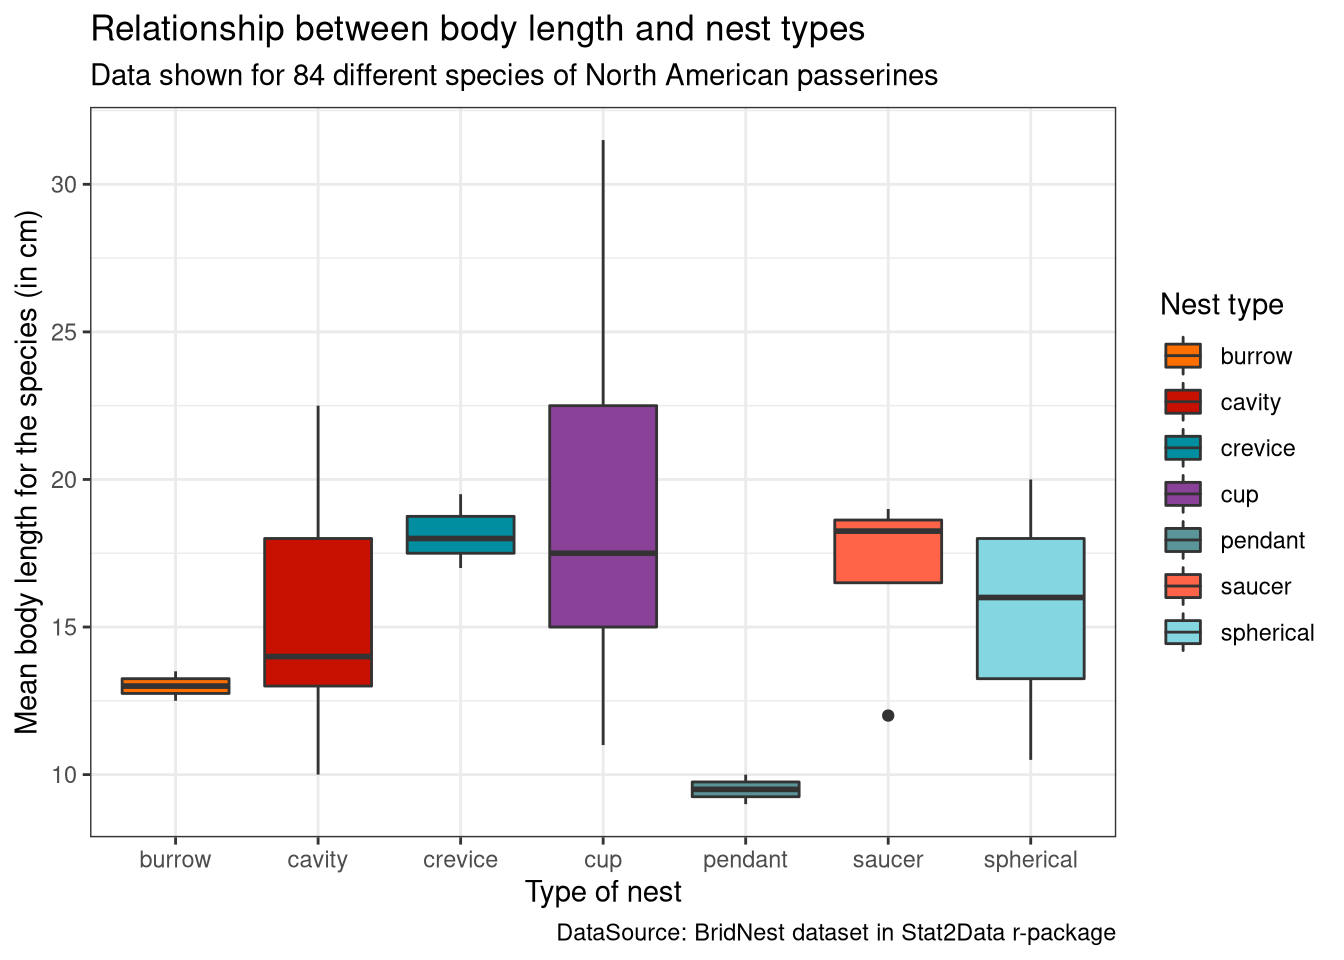 Relationship between body length and nest types
Data shown for 84 different species of North American passerines
Mean body length for the species (in cm)
30
25
20
15
10
burrow
cavity
crevice
cup
pendant
saucer
spherical
Type of nest
Nest type
burrow
cavity
crevice
cup
pendant
saucer
spherical
DataSource: BridNest dataset in Stat2Data r-package